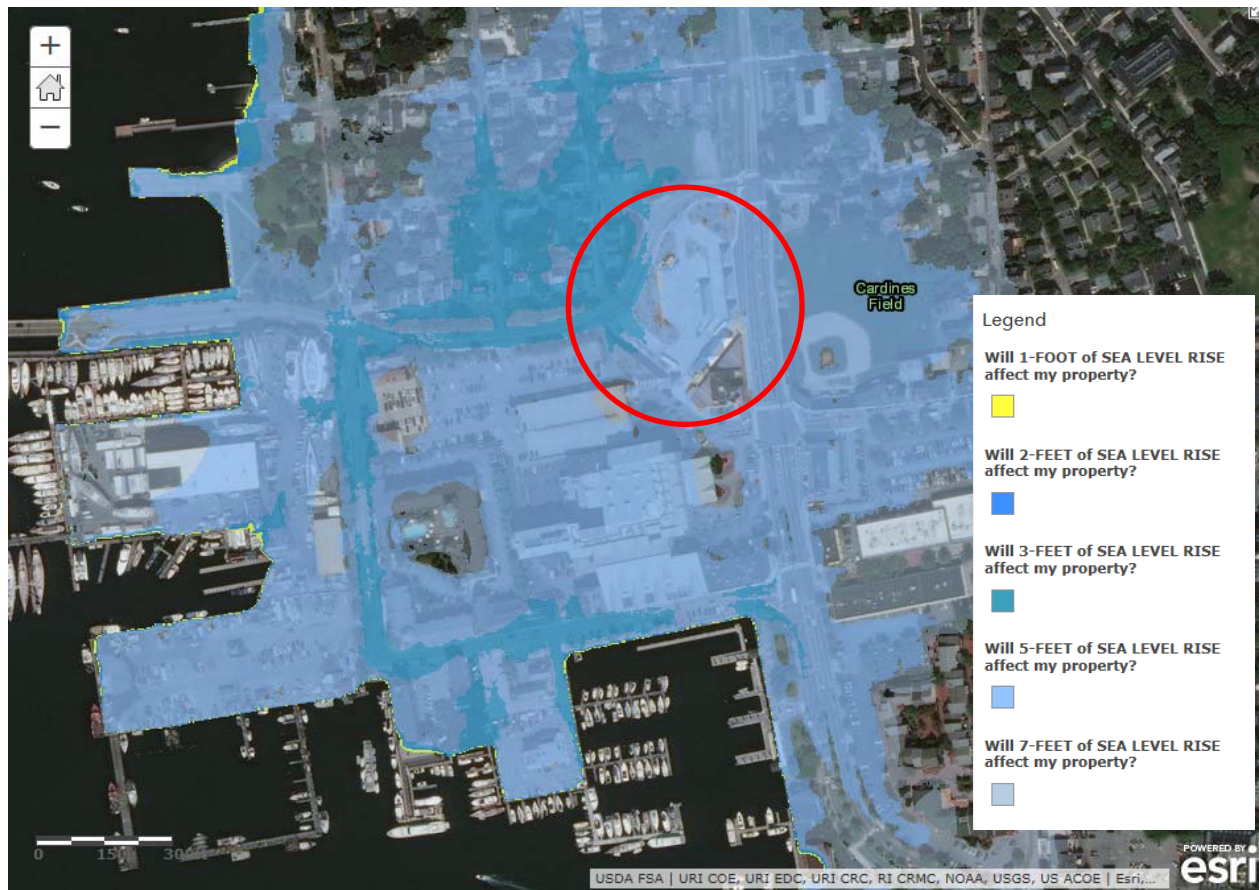 +
−
Cardines
Field
Legend
Will 1-FOOT of SEA LEVEL RISE
affect my property?
Will 2-FEET of SEA LEVEL RISE
affect my property?
Will 3-FEET of SEA LEVEL RISE
affect my property?
Will 5-FEET of SEA LEVEL RISE
affect my property?
Will 7-FEET of SEA LEVEL RISE
affect my property?
0 150 300ft
USDA FSA | URI COE, URI EDC, URI CRC, RI CRMC, NOAA, USGS, US ACOE | Esri,...
POWERED BY
esri